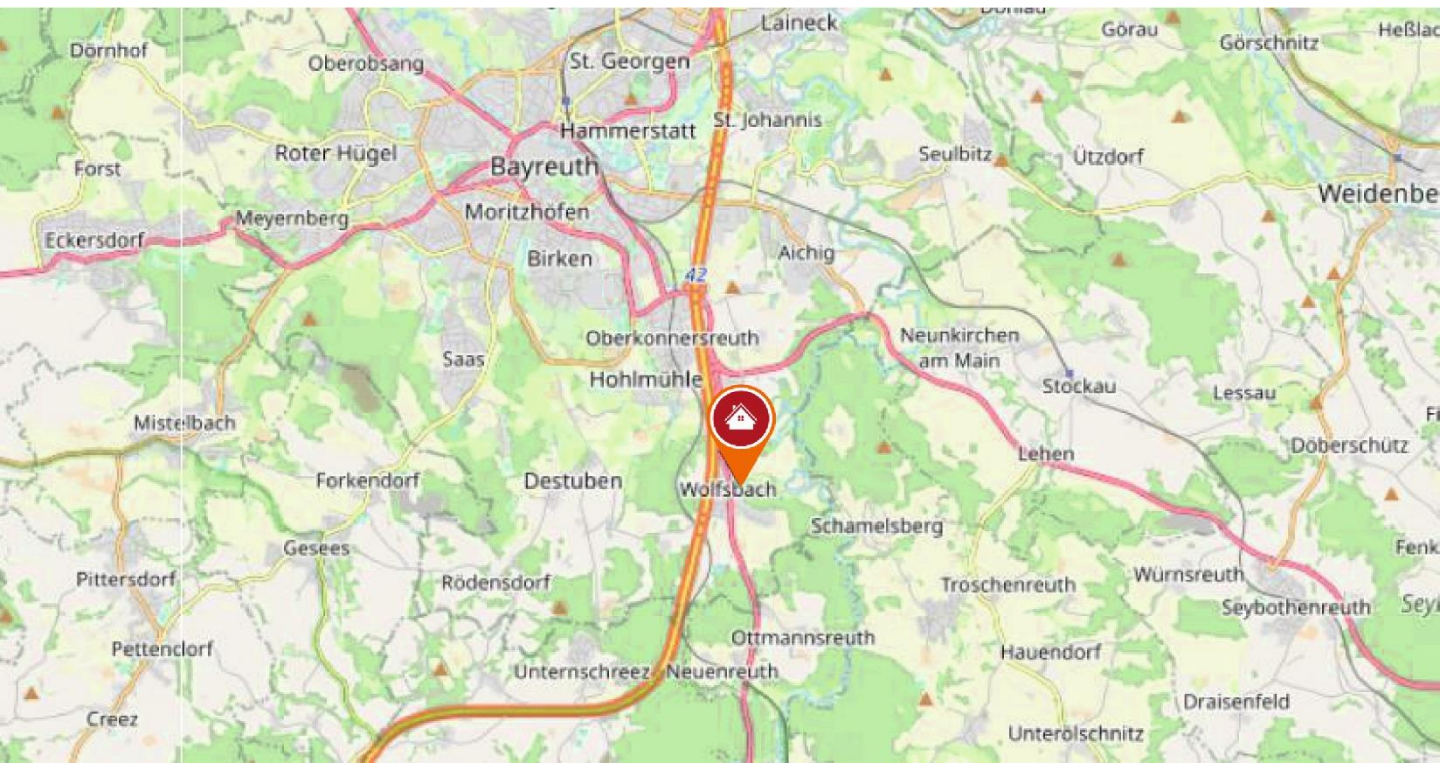 Laineck
Görau
Heßlac
Dörnhof
Görschnitz
Oberobsang
St. Georgen
Hammerstatt
St. Johannis
Roter Hügel
Bayreuth
Seulbitz
Ützdorf
Forst
Weidenbe
Meyernberg
Moritzhöfen
Eckersdorf
Birken
Aichig
42
Oberkonnersreuth
Neunkirchen
am Main
Saas
Hohlmühle
Stockau
Lessau
Mistelbach
Döberschütz
Lehen
Forkendorf
Destuben
Wolfsbach
Schamelsberg
Gesees
Fenk
Pittersdorf
Rödensdorf
Troschenreuth
Würnsreuth
Seybothenreuth
Pettendorf
Ottmannsreuth
Hauendorf
Unternschreez
Neuenreuth
Draisenfeld
Creez
Unterölschnitz